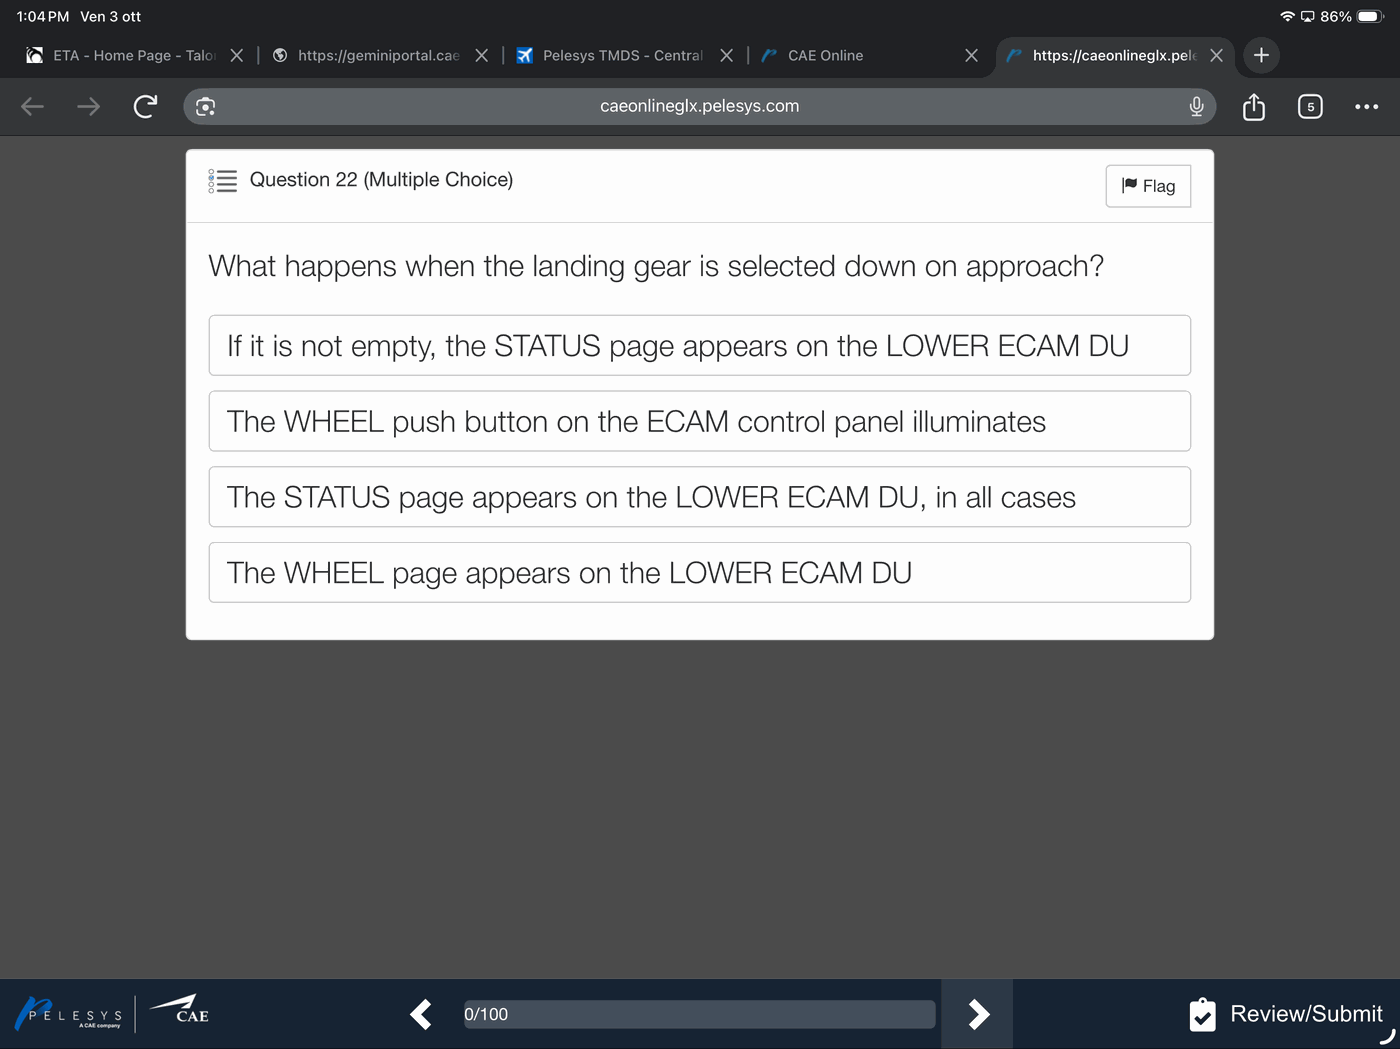 1:04 PM Ven 3 ott
86%
ETA - Home Page - Talo
https://geminiportal.cae
Pelesys TMDS - Central
CAE Online
https://caeonlineglx.pele
caeonlineglx.pelesys.com
5
Question 22 (Multiple Choice)
Flag
What happens when the landing gear is selected down on approach?
If it is not empty, the STATUS page appears on the LOWER ECAM DU
The WHEEL push button on the ECAM control panel illuminates
The STATUS page appears on the LOWER ECAM DU, in all cases
The WHEEL page appears on the LOWER ECAM DU
PELESYS
A CAE company
CAE
0/100
Review/Submit